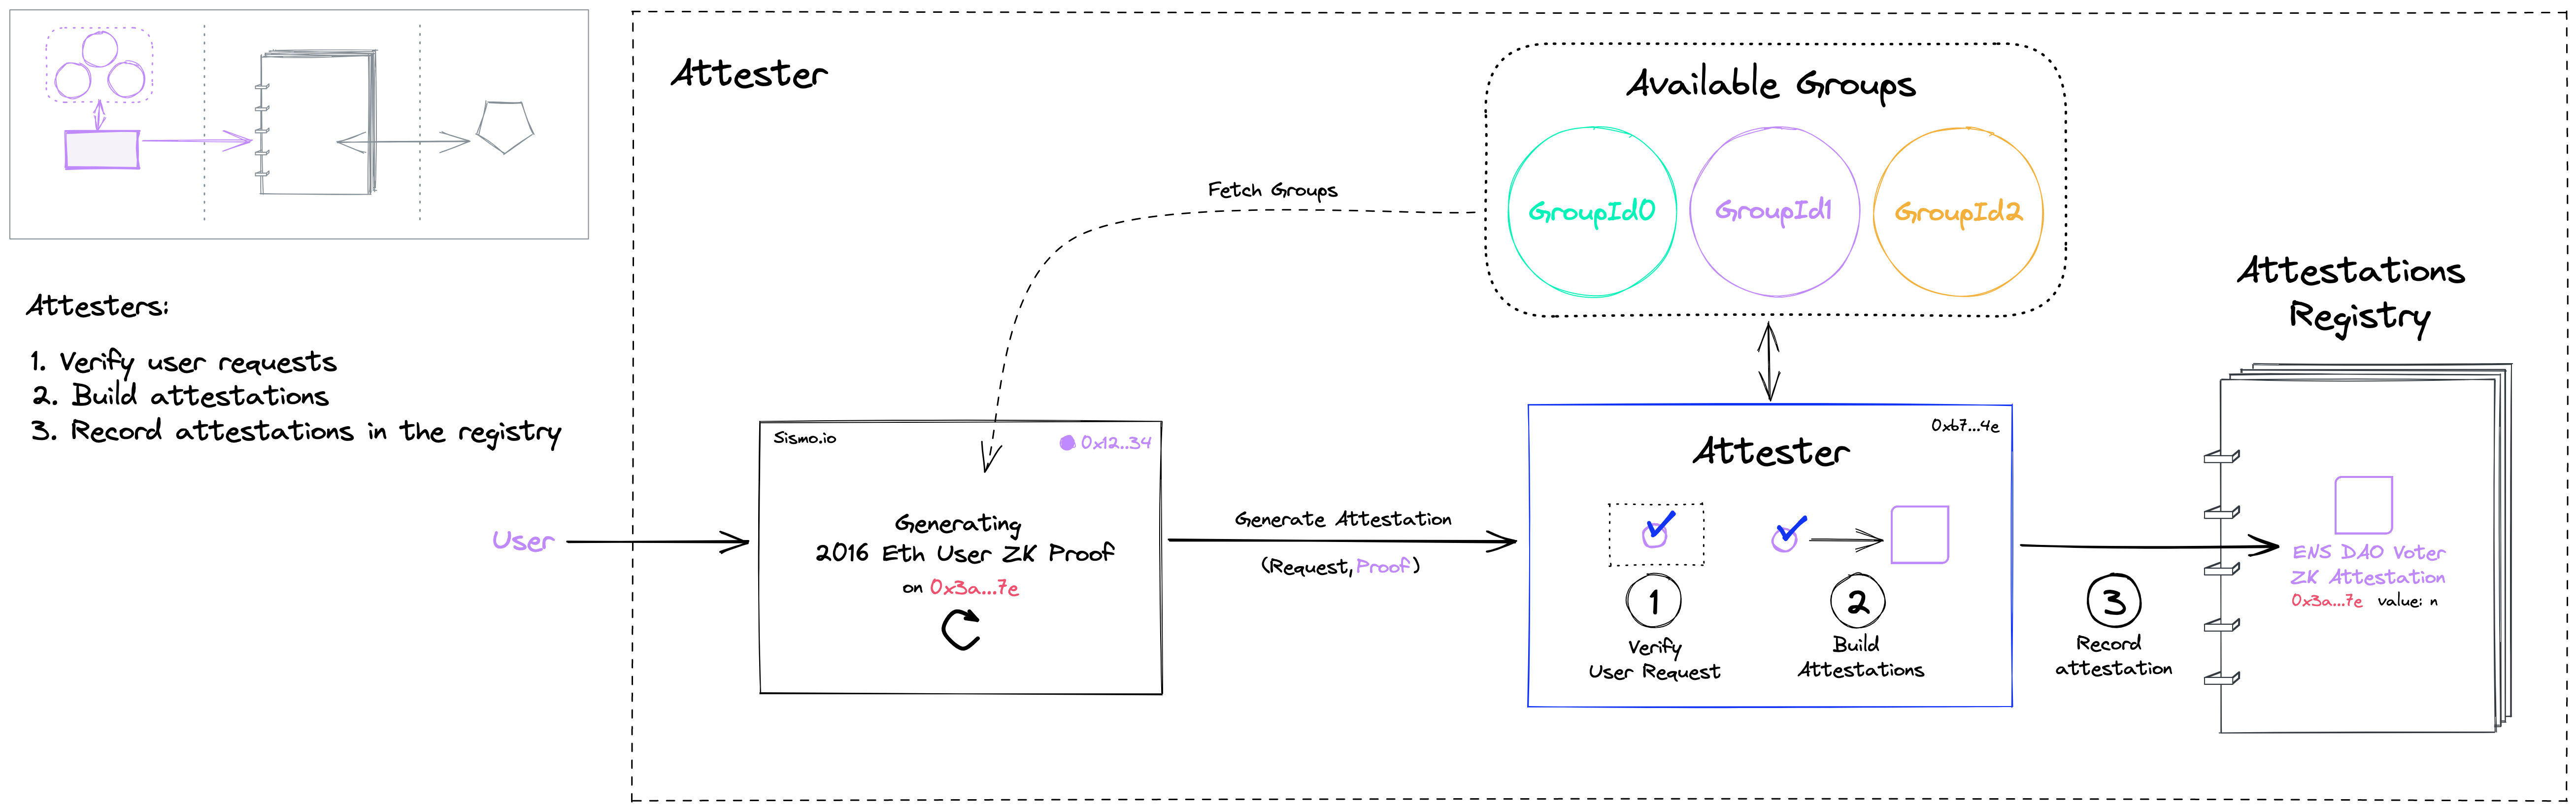 Attesters:
1. Verify user requests
2. Build attestations
3. Record attestations in the registry
Attester
Available Groups
GroupId0
GroupId1
GroupId2
Fetch Groups
User
Sismo.io
0x12..34
Generating
2016 Eth User ZK Proof
on 0x3a...7e
Generate Attestation
(Request, Proof)
0xb7...4e
Attester
1
Verify
User Request
2
Build
Attestations
3
Record
attestation
Attestations
Registry
ENS DAO Voter
ZK Attestation
0x3a...7e value: n